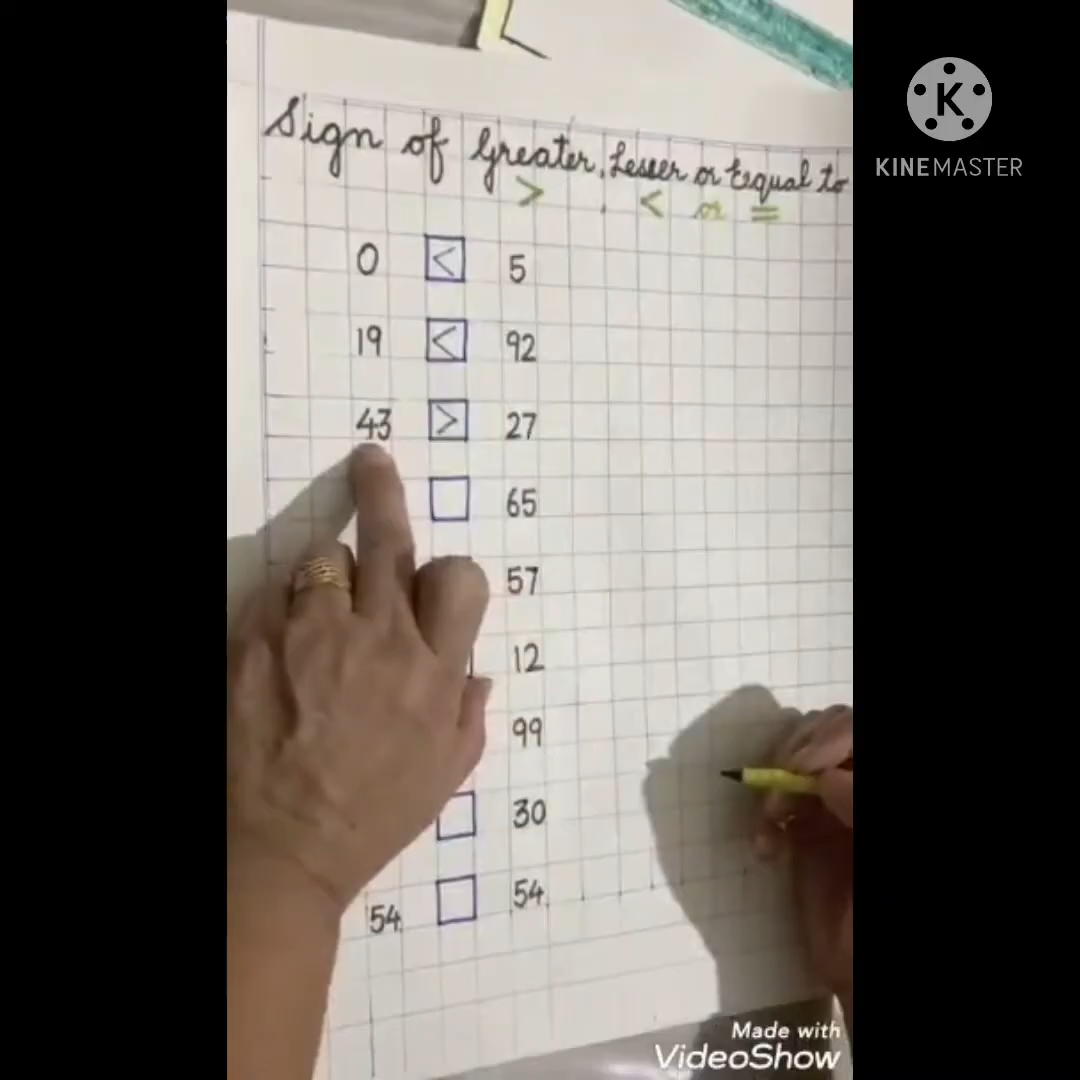 Sign of Greater, Lesser or Equal to
> , < or =
0 < 5
19 < 92
43 > 27
65
57
12
99
30
54 54
KINEMASTER
Made with
VideoShow